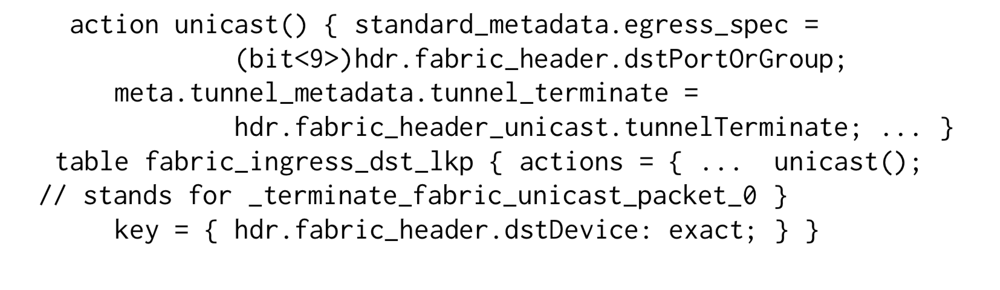 action unicast() { standard_metadata.egress_spec =
(bit<9>)hdr.fabric_header.dstPortOrGroup;
meta.tunnel_metadata.tunnel_terminate =
hdr.fabric_header_unicast.tunnelTerminate; ... }
table fabric_ingress_dst_lkp { actions = { ...  unicast();
// stands for _terminate_fabric_unicast_packet_0 }
key = { hdr.fabric_header.dstDevice: exact; } }